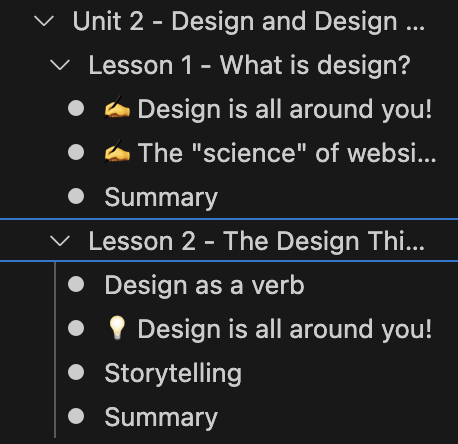 Unit 2 - Design and Design ...
Lesson 1 - What is design?
✍️ Design is all around you!
✍️ The "science" of websi...
Summary
Lesson 2 - The Design Thi...
Design as a verb
💡 Design is all around you!
Storytelling
Summary